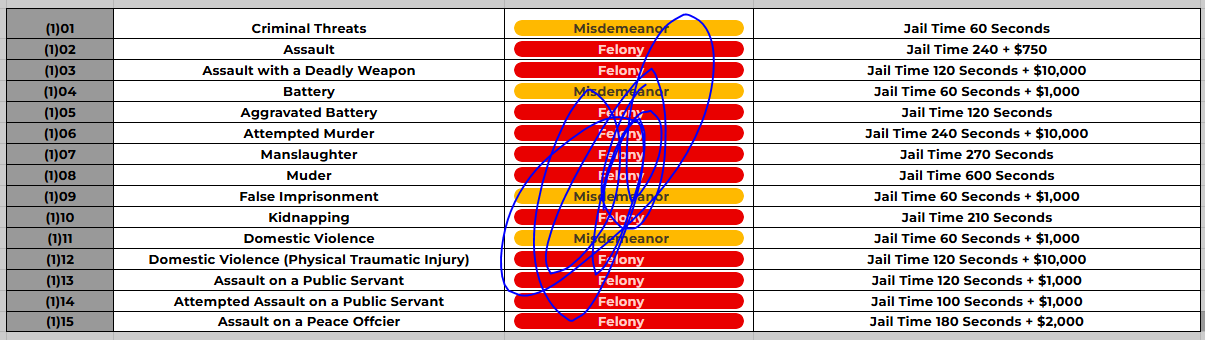 (1)01 Criminal Threats Misdemeanor Jail Time 60 Seconds
(1)02 Assault Felony Jail Time 240 + $750
(1)03 Assault with a Deadly Weapon Felony Jail Time 120 Seconds + $10,000
(1)04 Battery Misdemeanor Jail Time 60 Seconds + $1,000
(1)05 Aggravated Battery Felony Jail Time 120 Seconds
(1)06 Attempted Murder Felony Jail Time 240 Seconds + $10,000
(1)07 Manslaughter Felony Jail Time 270 Seconds
(1)08 Muder Felony Jail Time 600 Seconds
(1)09 False Imprisonment Misdemeanor Jail Time 60 Seconds + $1,000
(1)10 Kidnapping Felony Jail Time 210 Seconds
(1)11 Domestic Violence Misdemeanor Jail Time 60 Seconds + $1,000
(1)12 Domestic Violence (Physical Traumatic Injury) Felony Jail Time 120 Seconds + $10,000
(1)13 Assault on a Public Servant Felony Jail Time 120 Seconds + $1,000
(1)14 Attempted Assault on a Public Servant Felony Jail Time 100 Seconds + $1,000
(1)15 Assault on a Peace Offcier Felony Jail Time 180 Seconds + $2,000